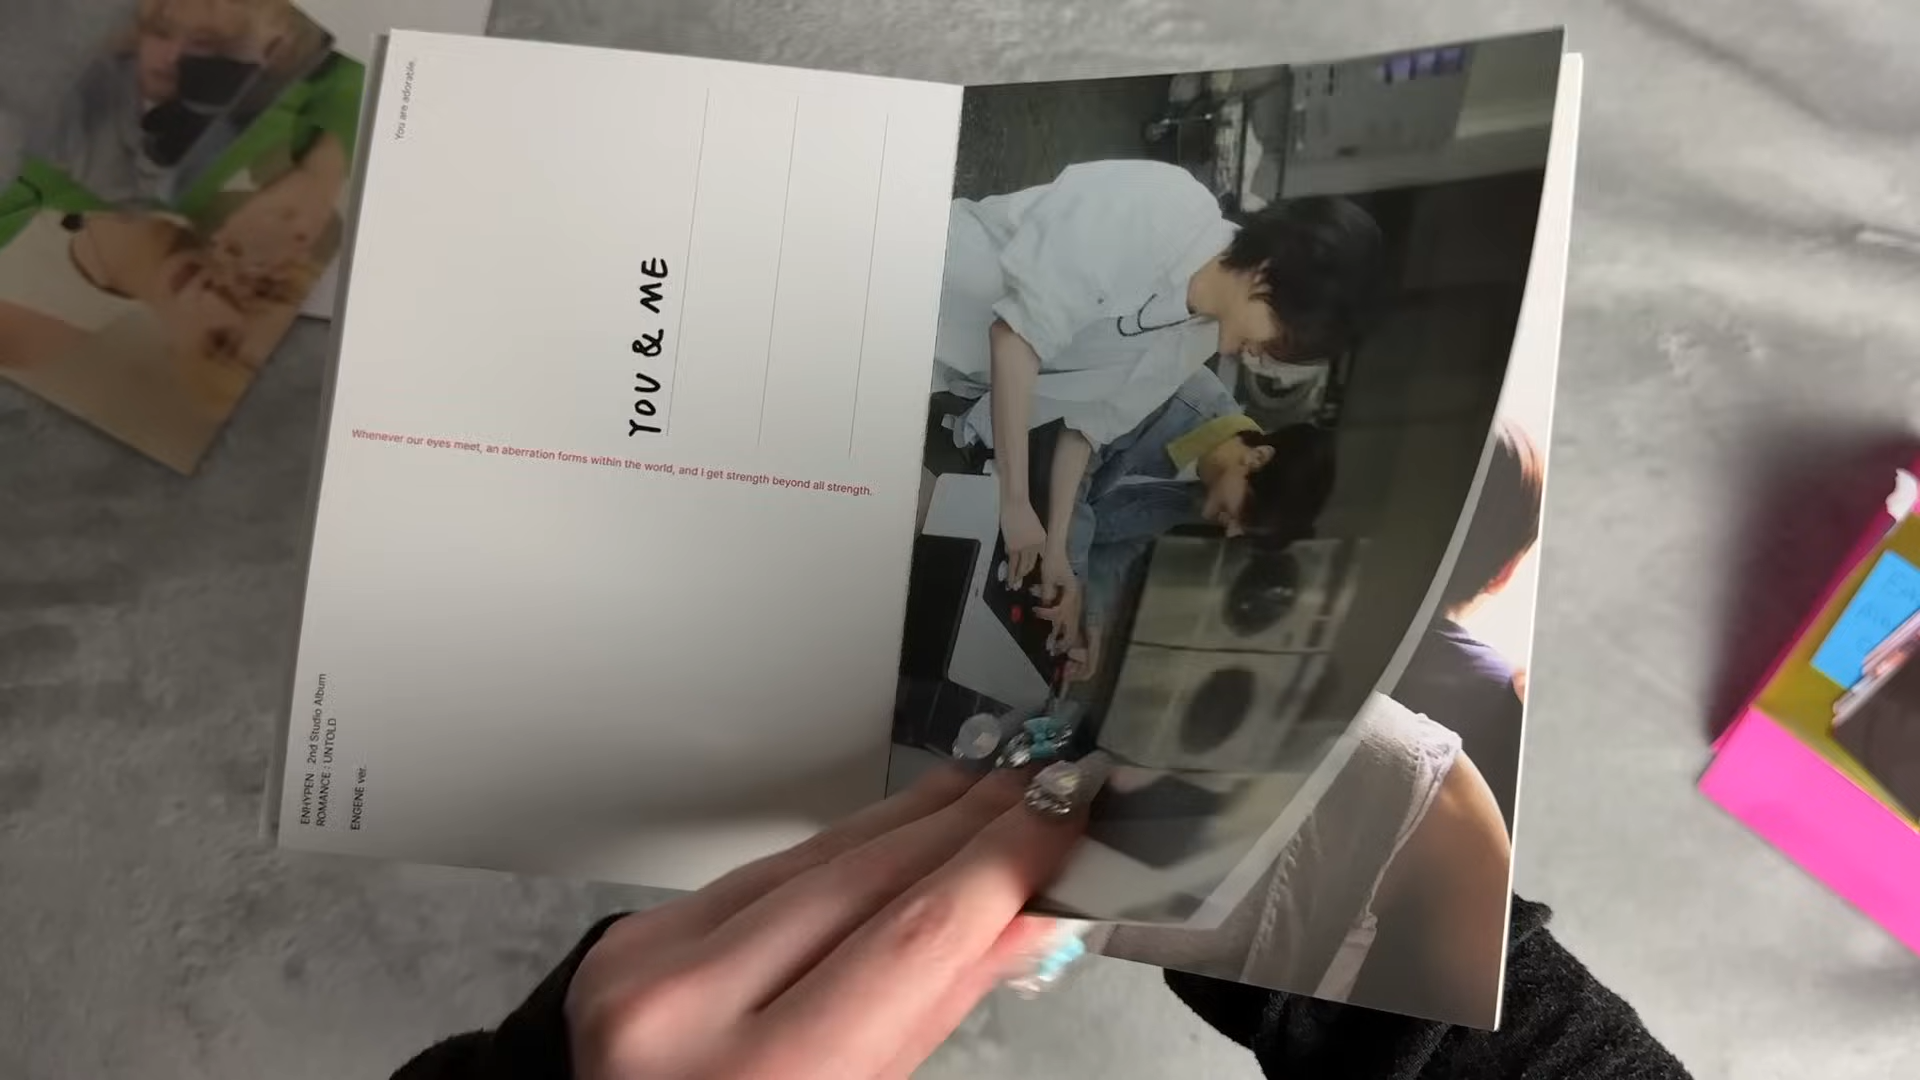 You are adorable.
YOU & ME
Whenever our eyes meet, an aberration forms within the world, and I get strength beyond all strength.
ENHYPEN 2nd Studio Album
ROMANCE : UNTOLD
ENGENE ver.